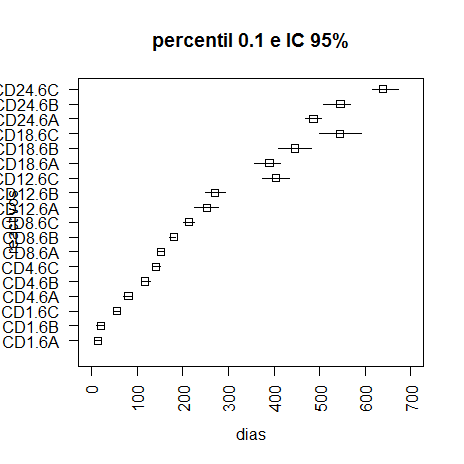 percentil 0.1 e IC 95%
CD24.6C
CD24.6B
CD24.6A
CD18.6C
CD18.6B
CD18.6A
CD12.6C
CD12.6B
CD12.6A
CD8.6C
CD8.6B
CD8.6A
CD4.6C
CD4.6B
CD4.6A
CD1.6C
CD1.6B
CD1.6A
0 100 200 300 400 500 600 700
dias